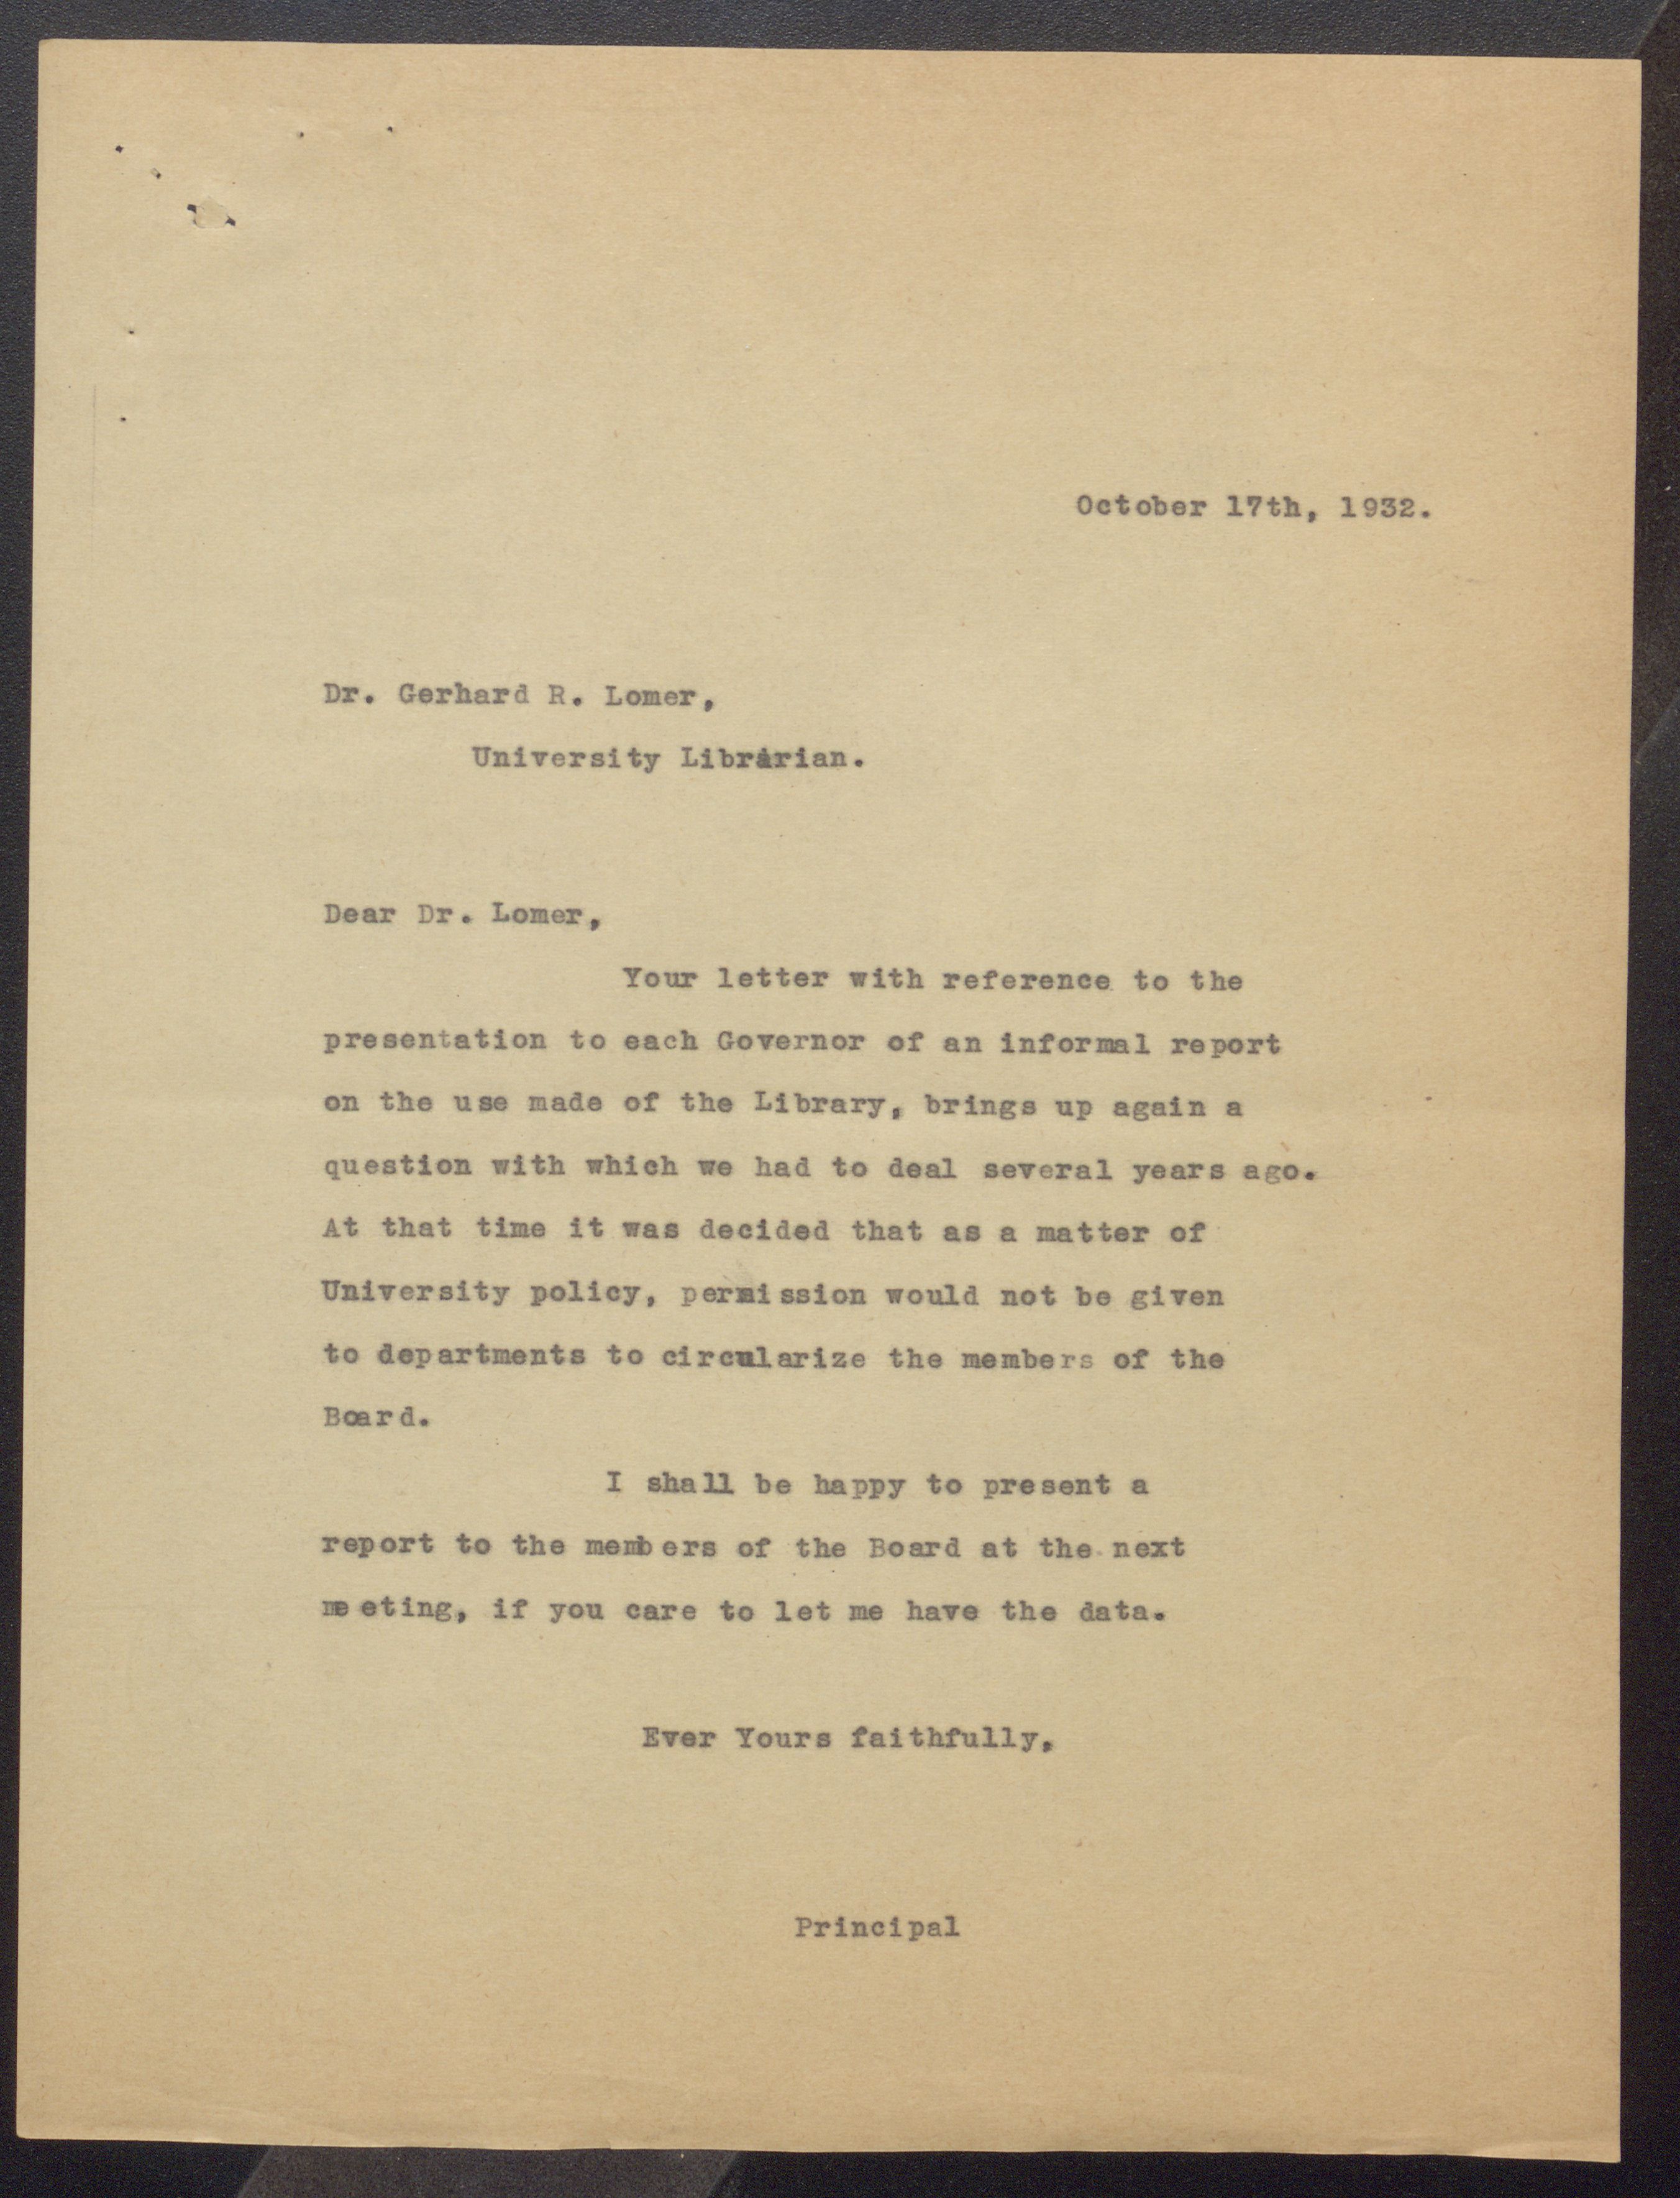 October 17th, 1932.
Dr. Gerhard R. Lomer,
University Librarian.
Dear Dr. Lomer,
Your letter with reference to the
presentation to each Governor of an informal report
on the use made of the Library, brings up again a
question with which we had to deal several years ago.
At that time it was decided that as a matter of
University policy, permission would not be given
to departments to circularize the members of the
Board.
I shall be happy to present a
report to the members of the Board at the next
meeting, if you care to let me have the data.
Ever Yours faithfully,
Principal